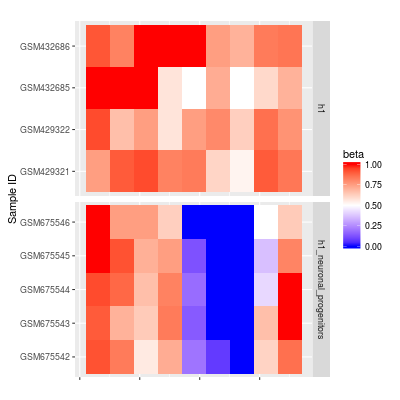 GSM432686
GSM432685
GSM429322
GSM429321
h1
GSM675546
GSM675545
GSM675544
GSM675543
GSM675542
h1_neuronal_progenitors
Sample ID
beta
1.00
0.75
0.50
0.25
0.00